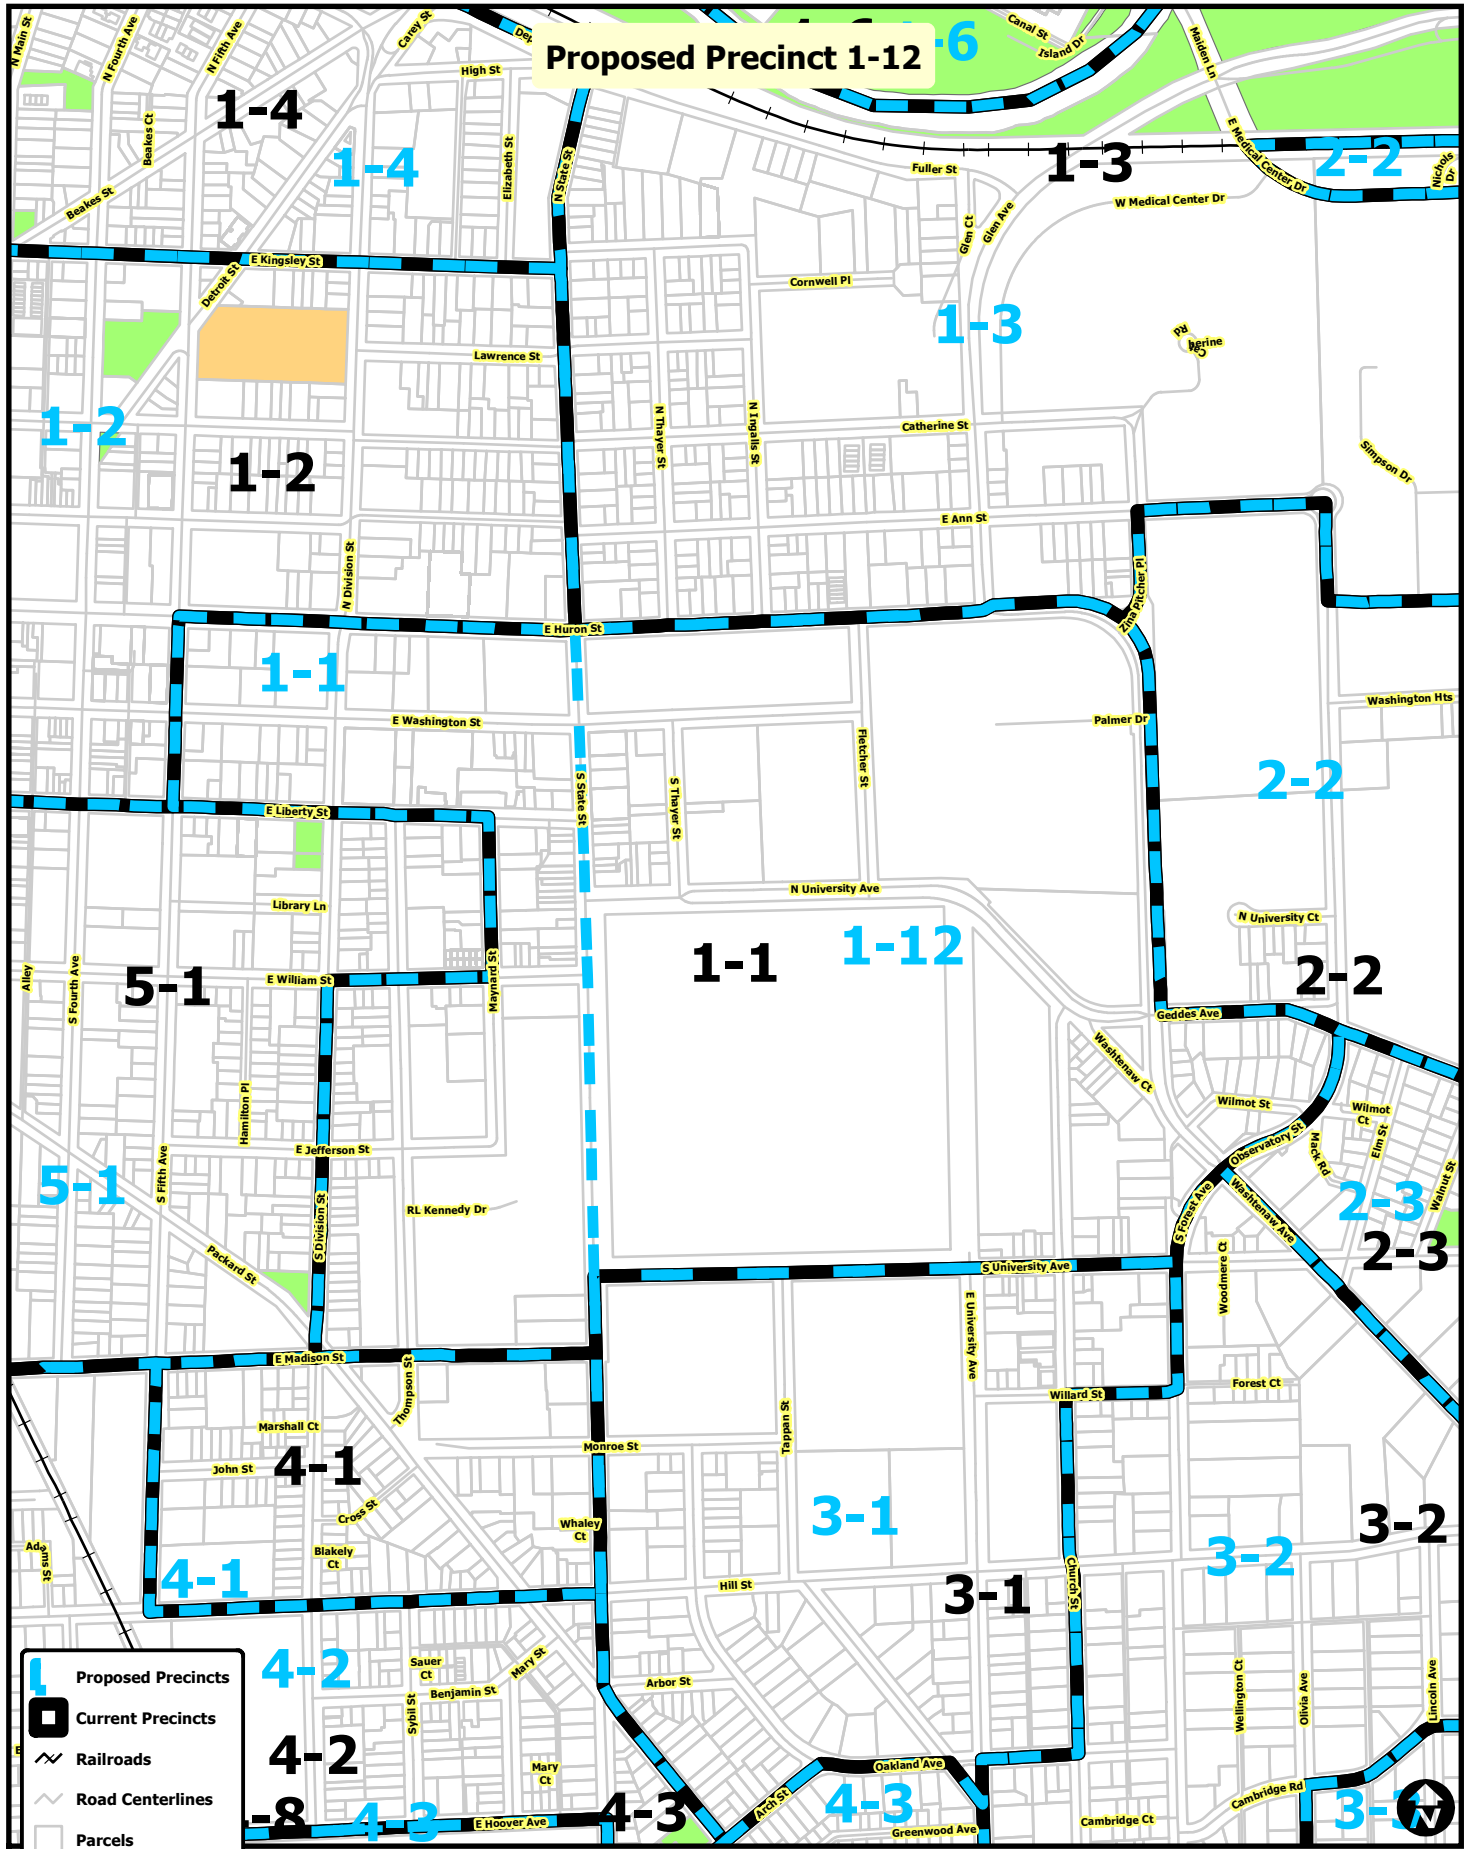 Proposed Precinct 1-12
N Main St
N Fourth Ave
N Fifth Ave
Carey St
High St
Canal St
Island Dr
Maiden Ln
-6
1-4
1-4
Beakes Ct
Elizabeth St
N State St
Beakes St
Fuller St
1-3
E Medical Center Dr
2-2
Nichols
Dr
W Medical Center Dr
Glen Ct
Glen Ave
E Kingsley St
Detroit St
Cornwell Pl
1-3
Lawrence St
1-2
1-2
N Thayer St
N Ingalls St
Catherine St
Simpson Dr
E Ann St
N Division St
Zina Pitcher Pl
E Huron St
1-1
E Washington St
Palmer Dr
Washington Hts
Fletcher St
2-2
S State St
S Thayer St
E Liberty St
N University Ave
Library Ln
N University Ct
1-1
1-12
Alley
S Fourth Ave
5-1
E William St
Maynard St
2-2
Geddes Ave
Washtenaw Ct
Hamilton Pl
Wilmot St
Wilmot
Ct
Elm St
E Jefferson St
Observatory St
Mack Rd
5-1
S Fifth Ave
S Division St
RL Kennedy Dr
S Forest Ave
Washtenaw Ave
2-3
Walnut St
2-3
Packard St
S University Ave
Woodmere Ct
E University Ave
E Madison St
Thompson St
Willard St
Forest Ct
Marshall Ct
Tappan St
Monroe St
4-1
John St
Cross St
3-1
Whaley
Ct
3-2
3-2
Blakely
Ct
4-1
Hill St
3-1
Church St
4-2
Sauer
Ct
Mary St
Benjamin St
Sybil St
Arbor St
Wellington Ct
Olivia Ave
Lincoln Ave
4-2
Mary
Ct
Oakland Ave
Arch St
4-3
Cambridge Rd
3-3
-8
4-3
E Hoover Ave
4-3
Greenwood Ave
Cambridge Ct
Proposed Precincts
Current Precincts
Railroads
Road Centerlines
Parcels
N